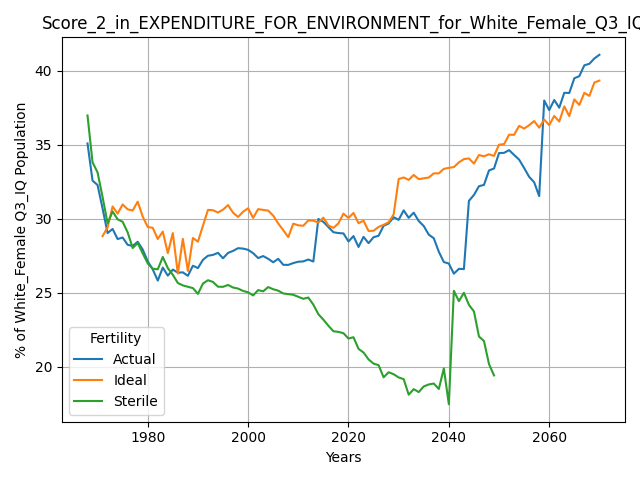 Score_2_in_EXPENDITURE_FOR_ENVIRONMENT_for_White_Female_Q3_IQ
40
35
30
25
20
% of White_Female Q3_IQ Population
Fertility
Actual
Ideal
Sterile
1980 2000 2020 2040 2060
Years